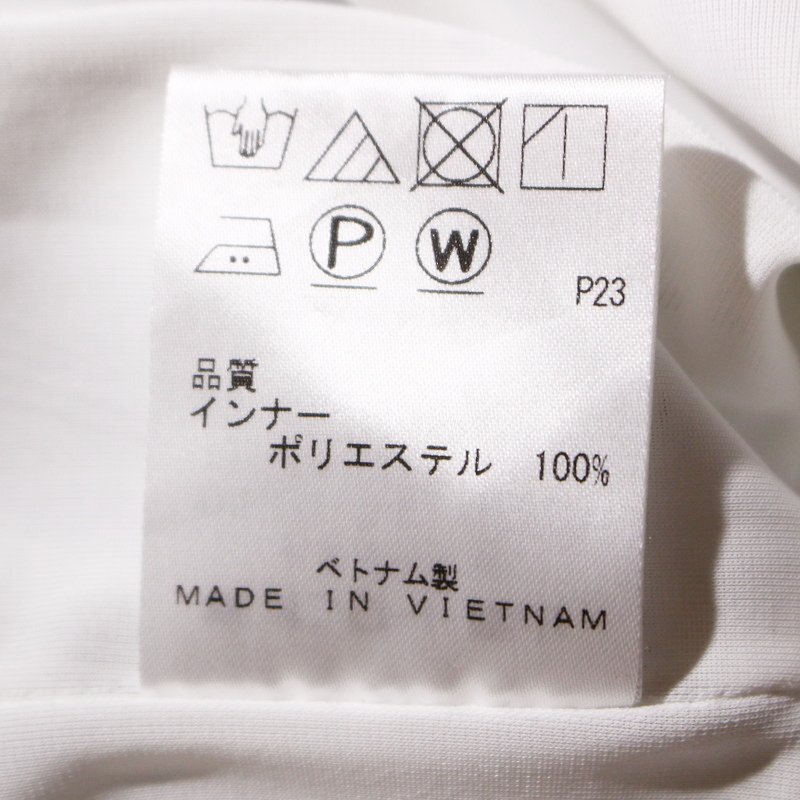 P W
P23
品質
インナー
ポリエステル 100%
ベトナム製
MADE IN VIETNAM